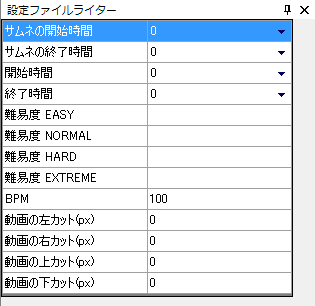 設定ファイルライター
サムネの開始時間 0
サムネの終了時間 0
開始時間 0
終了時間 0
難易度 EASY
難易度 NORMAL
難易度 HARD
難易度 EXTREME
BPM 100
動画の左カット(px) 0
動画の右カット(px) 0
動画の上カット(px) 0
動画の下カット(px) 0